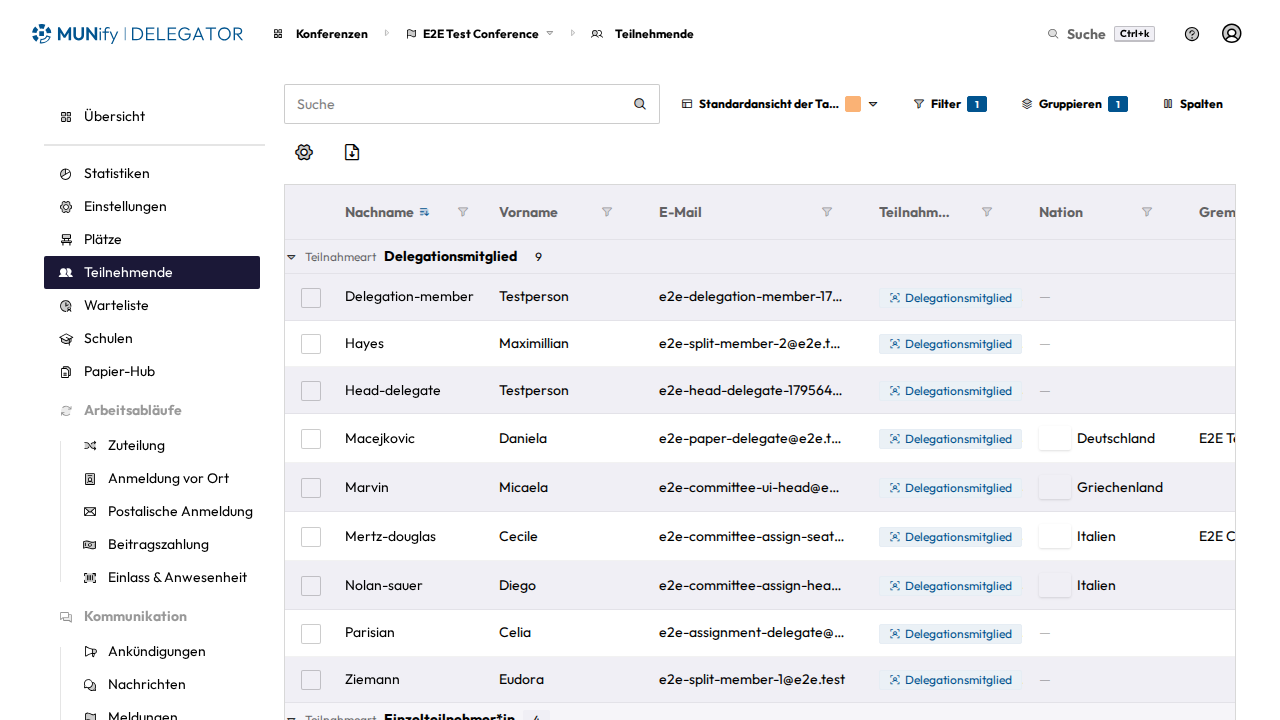 MUNify | DELEGATOR
Konferenzen
E2E Test Conference
Teilnehmende
Suche Ctrl+k
Suche
Standardansicht der Ta...
Filter 1
Gruppieren 1
Spalten
Übersicht
Statistiken
Einstellungen
Plätze
Teilnehmende
Warteliste
Schulen
Papier-Hub
Arbeitsabläufe
Zuteilung
Anmeldung vor Ort
Postalische Anmeldung
Beitragszahlung
Einlass & Anwesenheit
Kommunikation
Ankündigungen
Nachrichten
Meldungen
Nachname Vorname E-Mail Teilnahm... Nation Grem
Teilnahmeart Delegationsmitglied 9
Delegation-member Testperson e2e-delegation-member-17... Delegationsmitglied —
Hayes Maximillian e2e-split-member-2@e2e.t... Delegationsmitglied —
Head-delegate Testperson e2e-head-delegate-179564... Delegationsmitglied —
Macejkovic Daniela e2e-paper-delegate@e2e.t... Delegationsmitglied Deutschland E2E Te
Marvin Micaela e2e-committee-ui-head@e... Delegationsmitglied Griechenland
Mertz-douglas Cecile e2e-committee-assign-seat... Delegationsmitglied Italien E2E C
Nolan-sauer Diego e2e-committee-assign-hea... Delegationsmitglied Italien
Parisian Celia e2e-assignment-delegate@... Delegationsmitglied —
Ziemann Eudora e2e-split-member-1@e2e.test Delegationsmitglied —
Teilnahmeart Einzelteilnehmer*in 4